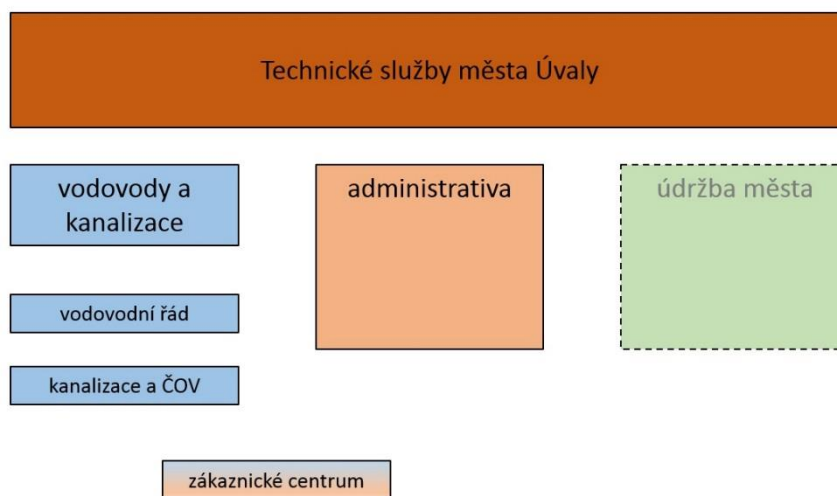 Technické služby města Úvaly
vodovody a
kanalizace
administrativa
údržba města
vodovodní řád
kanalizace a ČOV
zákaznické centrum